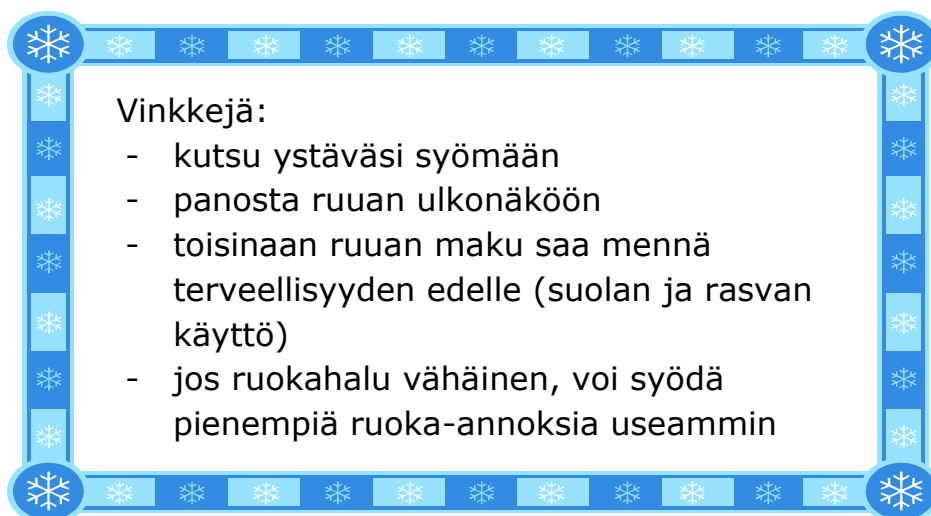 Vinkkejä:
- kutsu ystäväsi syömään
- panosta ruuan ulkonäköön
- toisinaan ruuan maku saa mennä
terveellisyyden edelle (suolan ja rasvan
käyttö)
- jos ruokahalu vähäinen, voi syödä
pienempiä ruoka-annoksia useammin